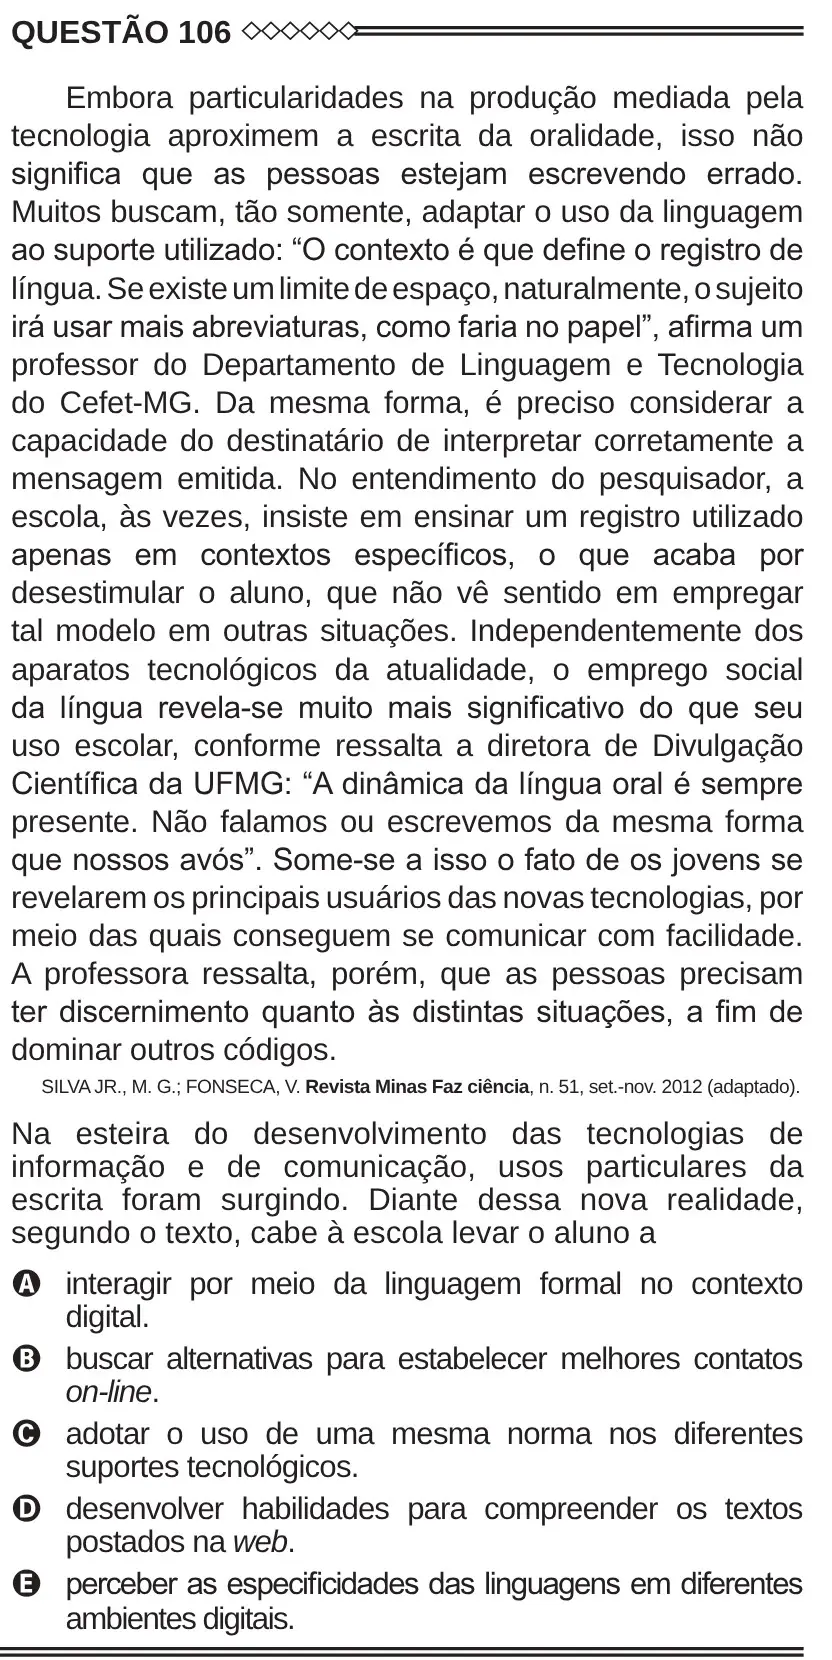 QUESTÃO 106
Embora particularidades na produção mediada pela
tecnologia aproximem a escrita da oralidade, isso não
significa que as pessoas estejam escrevendo errado.
Muitos buscam, tão somente, adaptar o uso da linguagem
ao suporte utilizado: “O contexto é que define o registro de
língua. Se existe um limite de espaço, naturalmente, o sujeito
irá usar mais abreviaturas, como faria no papel”, afirma um
professor do Departamento de Linguagem e Tecnologia
do Cefet-MG. Da mesma forma, é preciso considerar a
capacidade do destinatário de interpretar corretamente a
mensagem emitida. No entendimento do pesquisador, a
escola, às vezes, insiste em ensinar um registro utilizado
apenas em contextos específicos, o que acaba por
desestimular o aluno, que não vê sentido em empregar
tal modelo em outras situações. Independentemente dos
aparatos tecnológicos da atualidade, o emprego social
da língua revela-se muito mais significativo do que seu
uso escolar, conforme ressalta a diretora de Divulgação
Científica da UFMG: “A dinâmica da língua oral é sempre
presente. Não falamos ou escrevemos da mesma forma
que nossos avós”. Some-se a isso o fato de os jovens se
revelarem os principais usuários das novas tecnologias, por
meio das quais conseguem se comunicar com facilidade.
A professora ressalta, porém, que as pessoas precisam
ter discernimento quanto às distintas situações, a fim de
dominar outros códigos.
SILVA JR., M. G.; FONSECA, V. Revista Minas Faz ciência, n. 51, set.-nov. 2012 (adaptado).
Na esteira do desenvolvimento das tecnologias de
informação e de comunicação, usos particulares da
escrita foram surgindo. Diante dessa nova realidade,
segundo o texto, cabe à escola levar o aluno a
A interagir por meio da linguagem formal no contexto
digital.
B buscar alternativas para estabelecer melhores contatos
on-line.
C adotar o uso de uma mesma norma nos diferentes
suportes tecnológicos.
D desenvolver habilidades para compreender os textos
postados na web.
E perceber as especificidades das linguagens em diferentes
ambientes digitais.